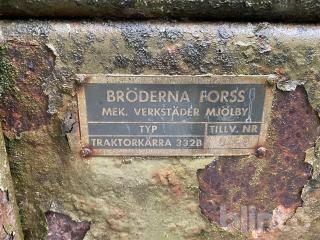 BRÖDERNA FORSS
MEK. VERKSTÄDER MJÖLBY
TYP
TILLV. NR
TRAKTORKÄRRA 332B